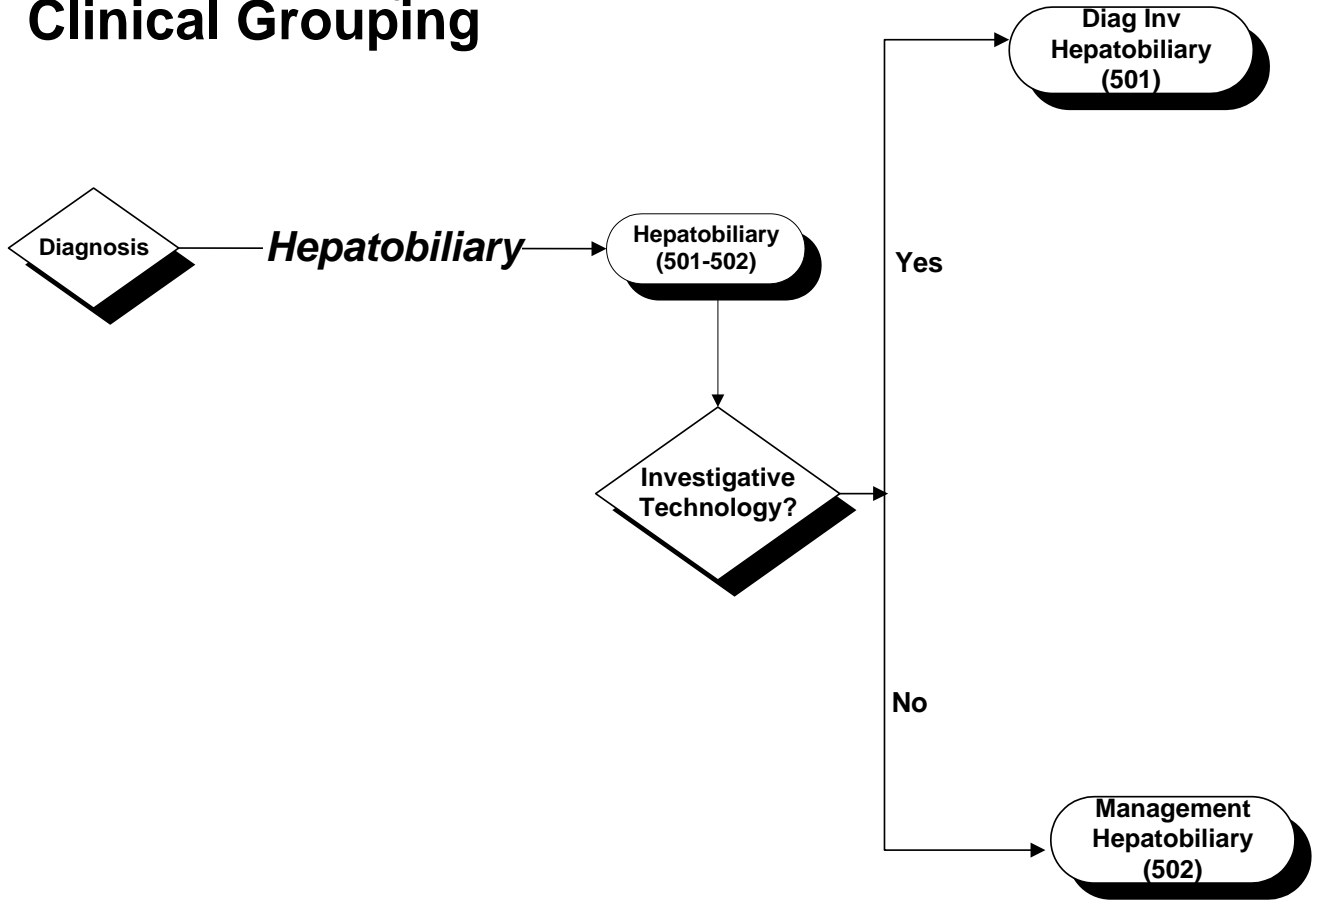 Clinical Grouping
Diag Inv
Hepatobiliary
(501)
Diagnosis
Hepatobiliary
Hepatobiliary
(501-502)
Yes
Investigative
Technology?
No
Management
Hepatobiliary
(502)